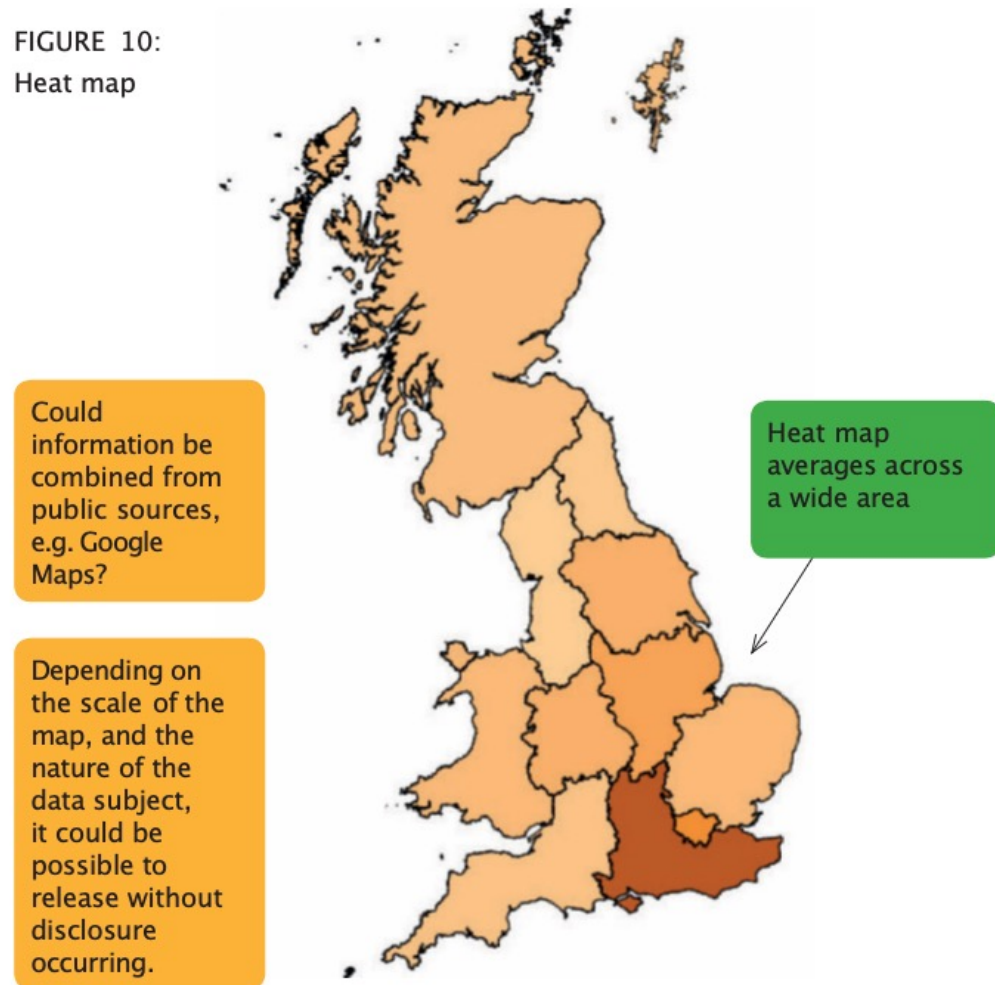 FIGURE 10:
Heat map
Could
information be
combined from
public sources,
e.g. Google
Maps?
Heat map
averages across
a wide area
Depending on
the scale of the
map, and the
nature of the
data subject,
it could be
possible to
release without
disclosure
occurring.